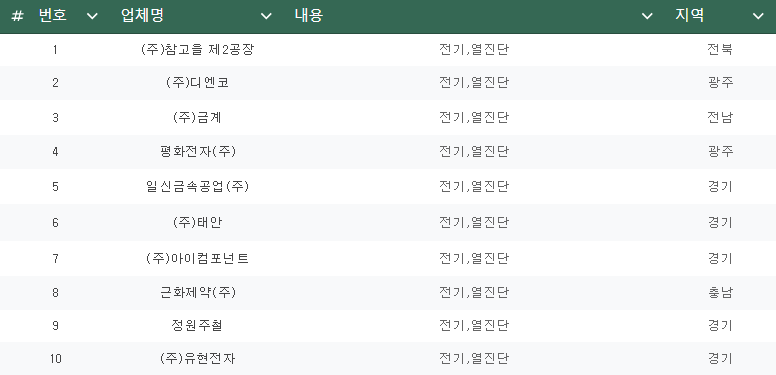 # 번호 업체명 내용 지역
1 (주)참고을 제2공장 전기,열진단 전북
2 (주)디엔코 전기,열진단 광주
3 (주)금계 전기,열진단 전남
4 평화전자(주) 전기,열진단 광주
5 일신금속공업(주) 전기,열진단 경기
6 (주)태안 전기,열진단 경기
7 (주)아이컴포넌트 전기,열진단 경기
8 근화제약(주) 전기,열진단 충남
9 정원주철 전기,열진단 경기
10 (주)유현전자 전기,열진단 경기